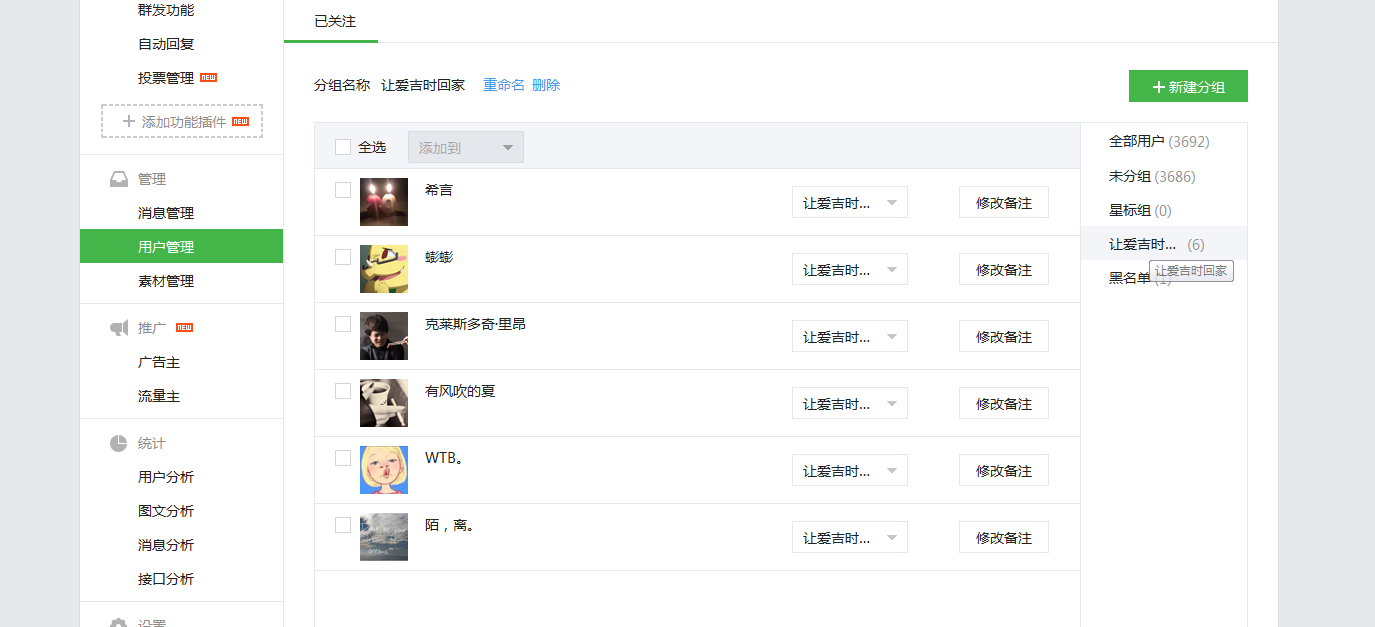 群发功能
自动回复
投票管理 NEW
添加功能插件 NEW
管理
消息管理
用户管理
素材管理
推广 NEW
广告主
流量主
统计
用户分析
图文分析
消息分析
接口分析
设置
已关注
分组名称 让爱吉时回家 重命名 删除
新建分组
全选 添加到
希言 让爱吉时... 修改备注
蟛蟛 让爱吉时... 修改备注
克莱斯多奇·里昂 让爱吉时... 修改备注
有风吹的夏 让爱吉时... 修改备注
WTB。 让爱吉时... 修改备注
陌，离。 让爱吉时... 修改备注
全部用户 (3692)
未分组 (3686)
星标组 (0)
让爱吉时... (6)
让爱吉时回家
黑名单 (1)